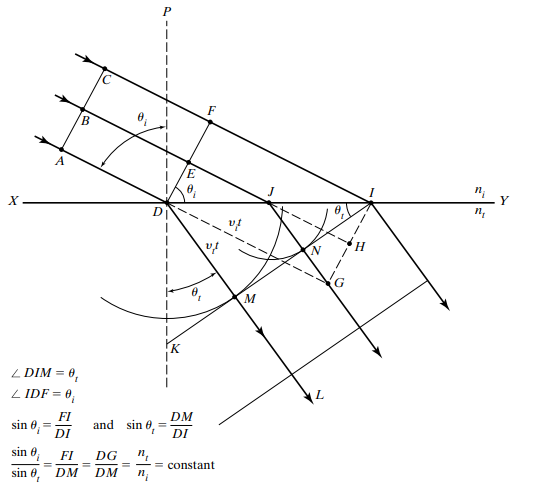 P
C
F
B
θᵢ
A
E
θᵢ
X
D
J
I
nᵢ
nₜ
Y
θₜ
vᵢt
vₜt
N
H
G
θₜ
M
K
L
∠ DIM = θₜ
∠ IDF = θᵢ
sin θᵢ = FI/DI and sin θₜ = DM/DI
sin θᵢ/sin θₜ = FI/DM = DG/DM = nₜ/nᵢ = constant